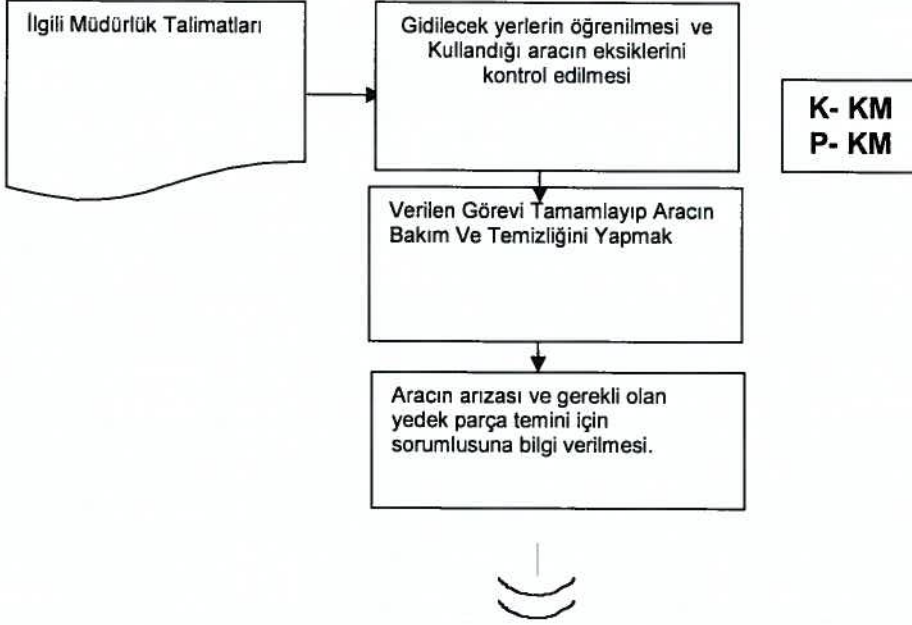 İlgili Müdürlük Talimatları
Gidilecek yerlerin öğrenilmesi ve
Kullandığı aracın eksiklerini
kontrol edilmesi
K- KM
P- KM
Verilen Görevi Tamamlayıp Aracın
Bakım Ve Temizliğini Yapmak
Aracın arızası ve gerekli olan
yedek parça temini için
sorumlusuna bilgi verilmesi.